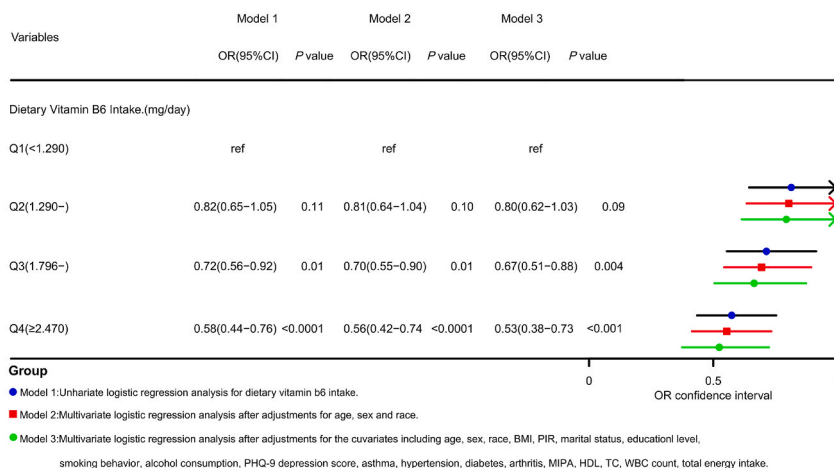 Model 1 Model 2 Model 3
Variables
OR(95%CI) P value OR(95%CI) P value OR(95%CI) P value
Dietary Vitamin B6 Intake.(mg/day)
Q1(<1.290) ref ref ref
Q2(1.290−) 0.82(0.65−1.05) 0.11 0.81(0.64−1.04) 0.10 0.80(0.62−1.03) 0.09
Q3(1.796−) 0.72(0.56−0.92) 0.01 0.70(0.55−0.90) 0.01 0.67(0.51−0.88) 0.004
Q4(≥2.470) 0.58(0.44−0.76) <0.0001 0.56(0.42−0.74 <0.0001 0.53(0.38−0.73 <0.001
Group
0 0.5
Model 1:Unhariate logistic regression analysis for dietary vitamin b6 intake.
OR confidence interval
Model 2:Multivariate logistic regression analysis after adjustments for age, sex and race.
Model 3:Multivariate logistic regression analysis after adjustments for the cuvariates including age, sex, race, BMI, PIR, marital status, educationl level,
smoking behavior, alcohol consumption, PHQ-9 depression score, asthma, hypertension, diabetes, arthritis, MIPA, HDL, TC, WBC count, total energy intake.